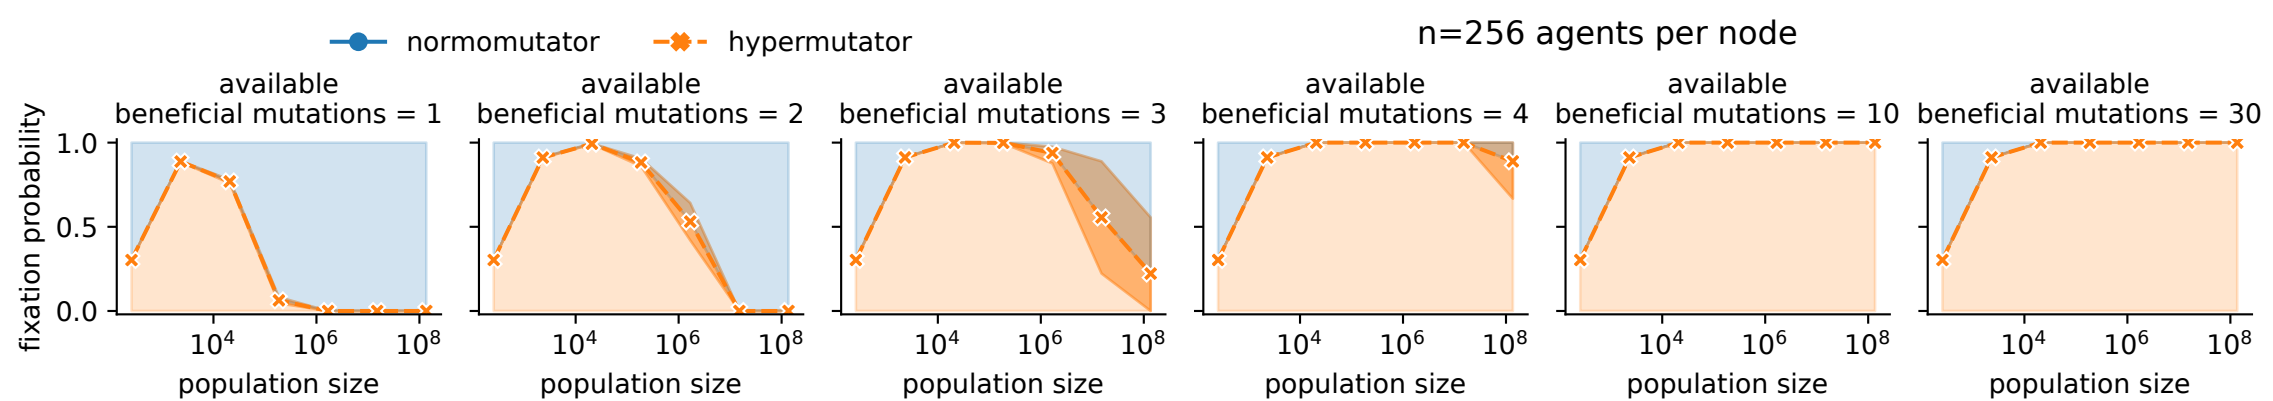 normomutator
hypermutator
n=256 agents per node
available
beneficial mutations = 1
available
beneficial mutations = 2
available
beneficial mutations = 3
available
beneficial mutations = 4
available
beneficial mutations = 10
available
beneficial mutations = 30
fixation probability
1.0
0.5
0.0
10⁴ 10⁶ 10⁸
10⁴ 10⁶ 10⁸
10⁴ 10⁶ 10⁸
10⁴ 10⁶ 10⁸
10⁴ 10⁶ 10⁸
10⁴ 10⁶ 10⁸
population size
population size
population size
population size
population size
population size